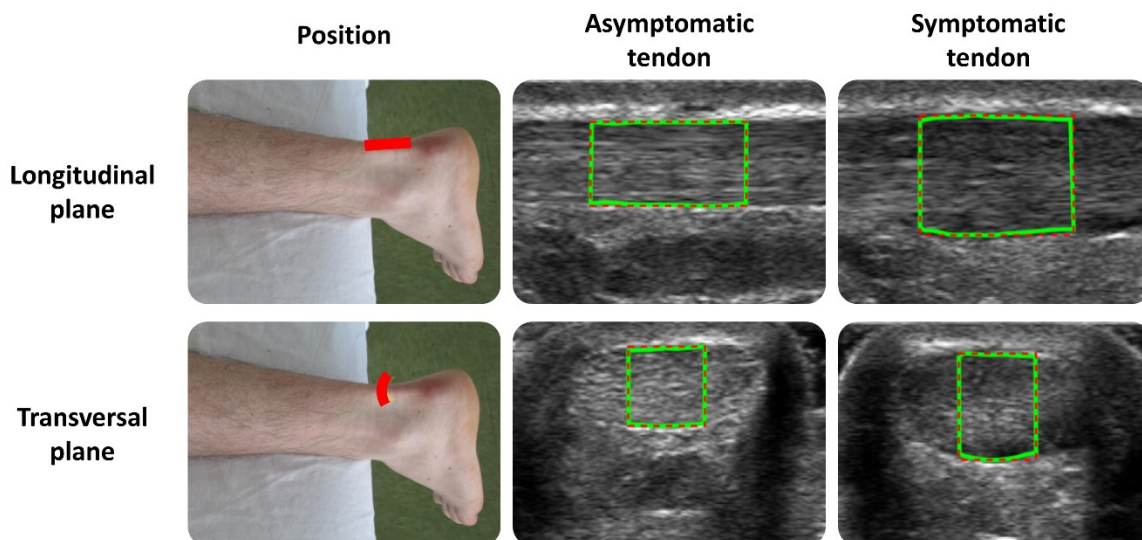 Position
Asymptomatic
tendon
Symptomatic
tendon
Longitudinal
plane
Transversal
plane